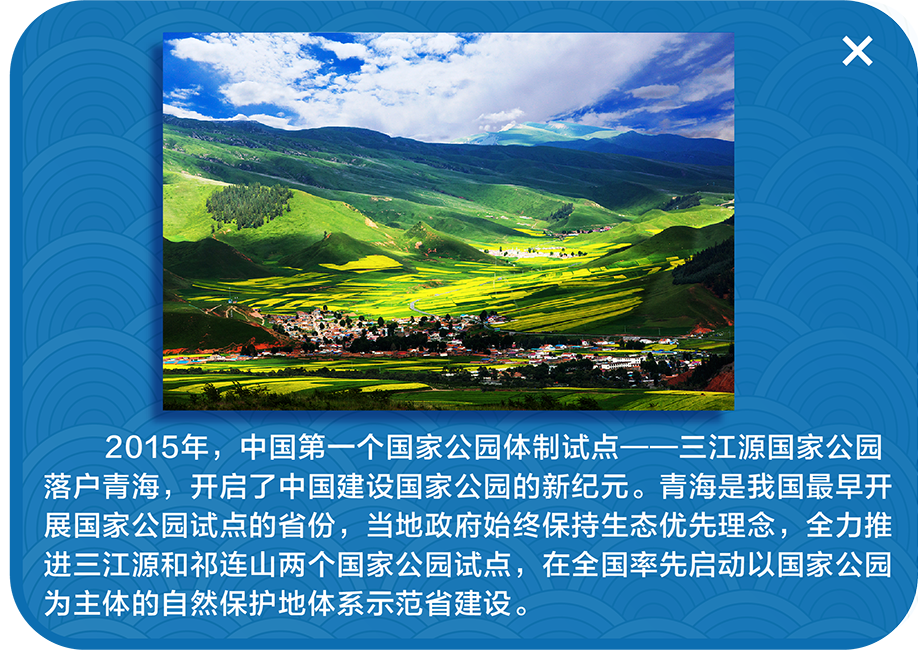 2015年，中国第一个国家公园体制试点——三江源国家公园
落户青海，开启了中国建设国家公园的新纪元。青海是我国最早开
展国家公园试点的省份，当地政府始终保持生态优先理念，全力推
进三江源和祁连山两个国家公园试点，在全国率先启动以国家公园
为主体的自然保护地体系示范省建设。